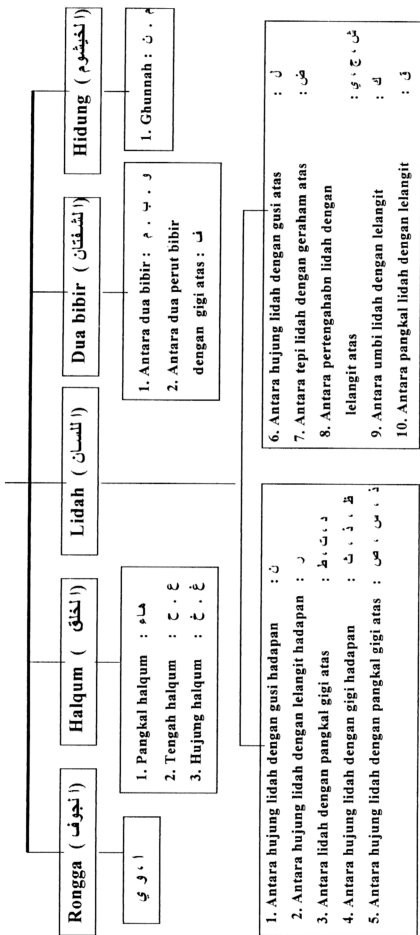 Rongga ( الجوف)
Halqum ( الخلق)
Lidah ( اللسان)
Dua bibir ( الشفتان)
Hidung ( الخيشوم)
ا ، و ي
1. Pangkal halqum : هاء
2. Tengah halqum : ع . ح
3. Hujung halqum : غ . خ
1. Antara dua bibir : و . ب . م
2. Antara dua perut bibir
dengan gigi atas : ف
1. Ghunnah : م . ن
1. Antara hujung lidah dengan gusi hadapan : ن
2. Antara hujung lidah dengan lelangit hadapan : ر
3. Antara lidah dengan pangkal gigi atas : د ، ت ، ط
4. Antara hujung lidah dengan gigi hadapan : ظ ، ذ ، ث
5. Antara hujung lidah dengan pangkal gigi atas : ص ، س ، ذ
6. Antara hujung lidah dengan gusi atas : ل
7. Antara tepi lidah dengan geraham atas : ض
8. Antara pertengahabn lidah dengan
lelangit atas : ش ، ج ، ي
9. Antara umbi lidah dengan lelangit : ك
10. Antara pangkal lidah dengan lelangit : ق